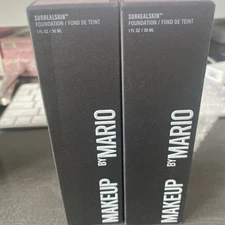 SURREALSKIN™
FOUNDATION / FOND DE TEINT
1 FL OZ / 30 ML
MAKEUP BY MARIO
SURREALSKIN™
FOUNDATION / FOND DE TEINT
1 FL OZ / 30 ML
MAKEUP BY MARIO